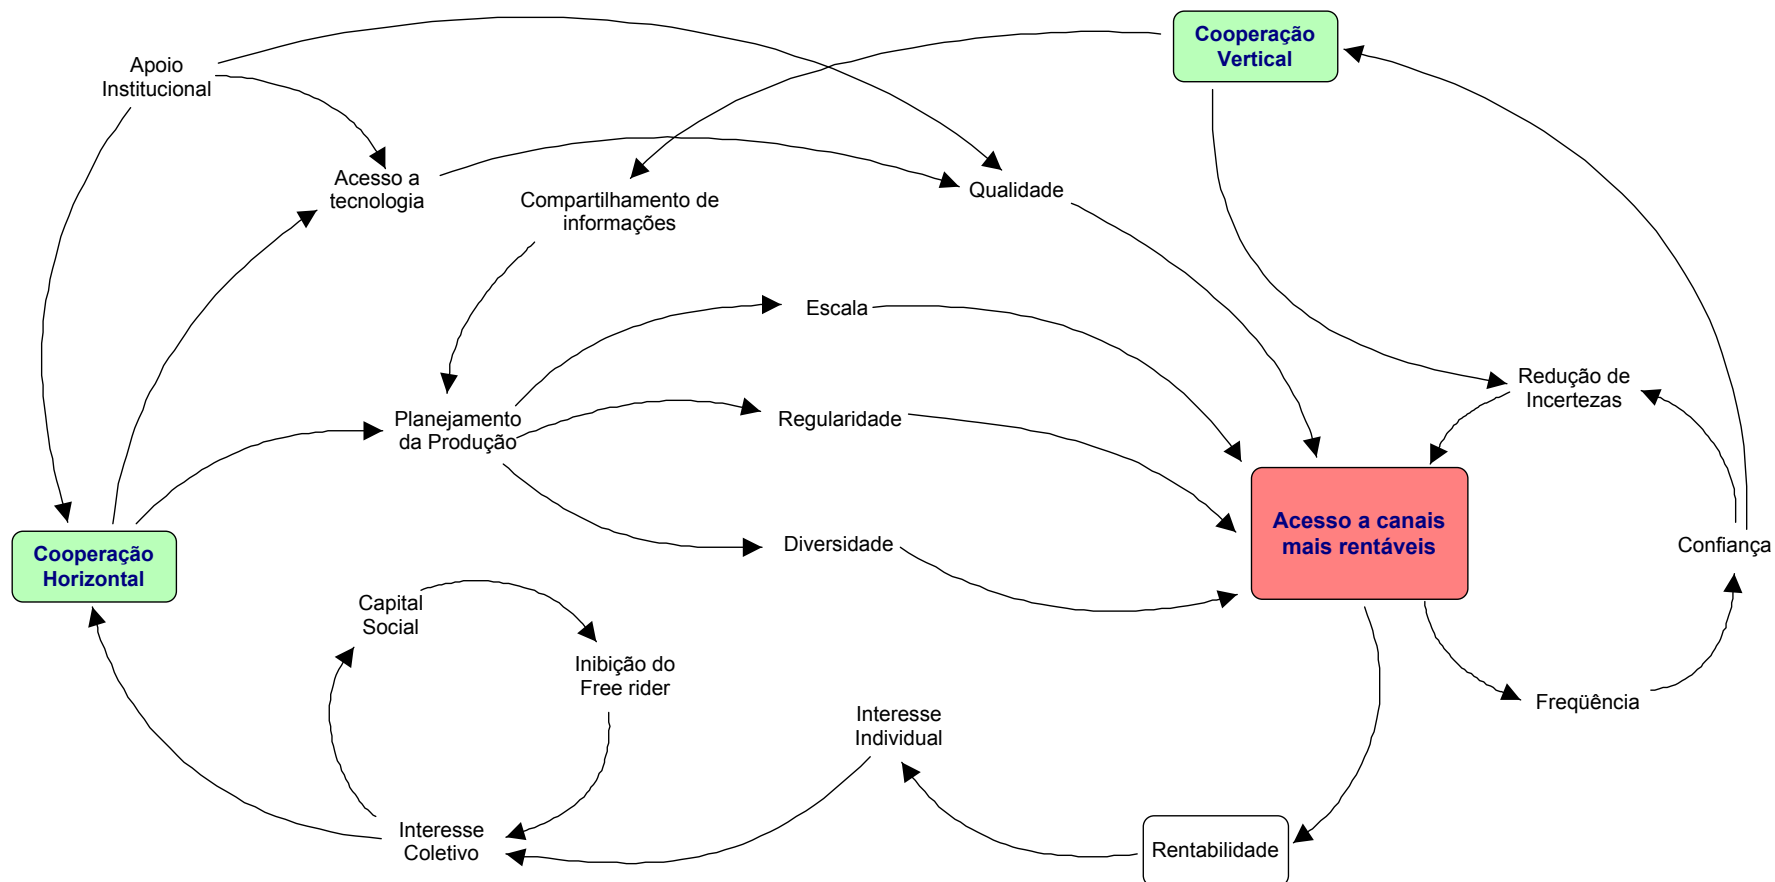 Cooperação
Vertical
Apoio
Institucional
Acesso a
tecnologia
Compartilhamento de
informações
Qualidade
Escala
Redução de
Incertezas
Planejamento
da Produção
Regularidade
Acesso a canais
mais rentáveis
Confiança
Diversidade
Cooperação
Horizontal
Capital
Social
Inibição do
Free rider
Freqüência
Interesse
Individual
Interesse
Coletivo
Rentabilidade